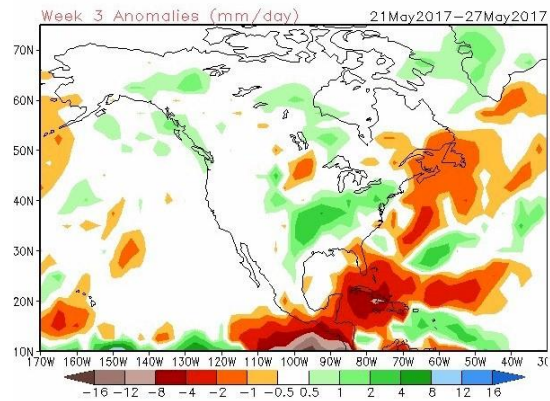 Week 3 Anomalies (mm/day) 21May2017-27May2017
70N
60N
50N
40N
30N
20N
10N
170W 160W 150W 140W 130W 120W 110W 100W 90W 80W 70W 60W 50W 40W 30
-16 -12 -8 -4 -2 -1 -0.5 0.5 1 2 4 8 12 16